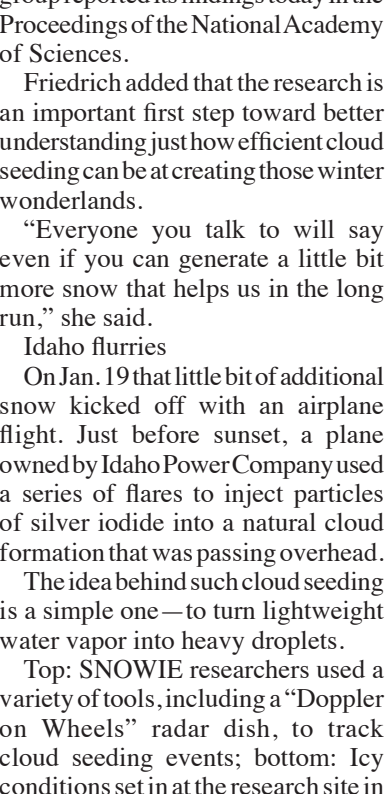 group reported its findings today in the
Proceedings of the National Academy
of Sciences.
Friedrich added that the research is
an important first step toward better
understanding just how efficient cloud
seeding can be at creating those winter
wonderlands.
“Everyone you talk to will say
even if you can generate a little bit
more snow that helps us in the long
run,” she said.
Idaho flurries
On Jan. 19 that little bit of additional
snow kicked off with an airplane
flight. Just before sunset, a plane
owned by Idaho Power Company used
a series of flares to inject particles
of silver iodide into a natural cloud
formation that was passing overhead.
The idea behind such cloud seeding
is a simple one—to turn lightweight
water vapor into heavy droplets.
Top: SNOWIE researchers used a
variety of tools, including a “Doppler
on Wheels” radar dish, to track
cloud seeding events; bottom: Icy
conditions set in at the research site in